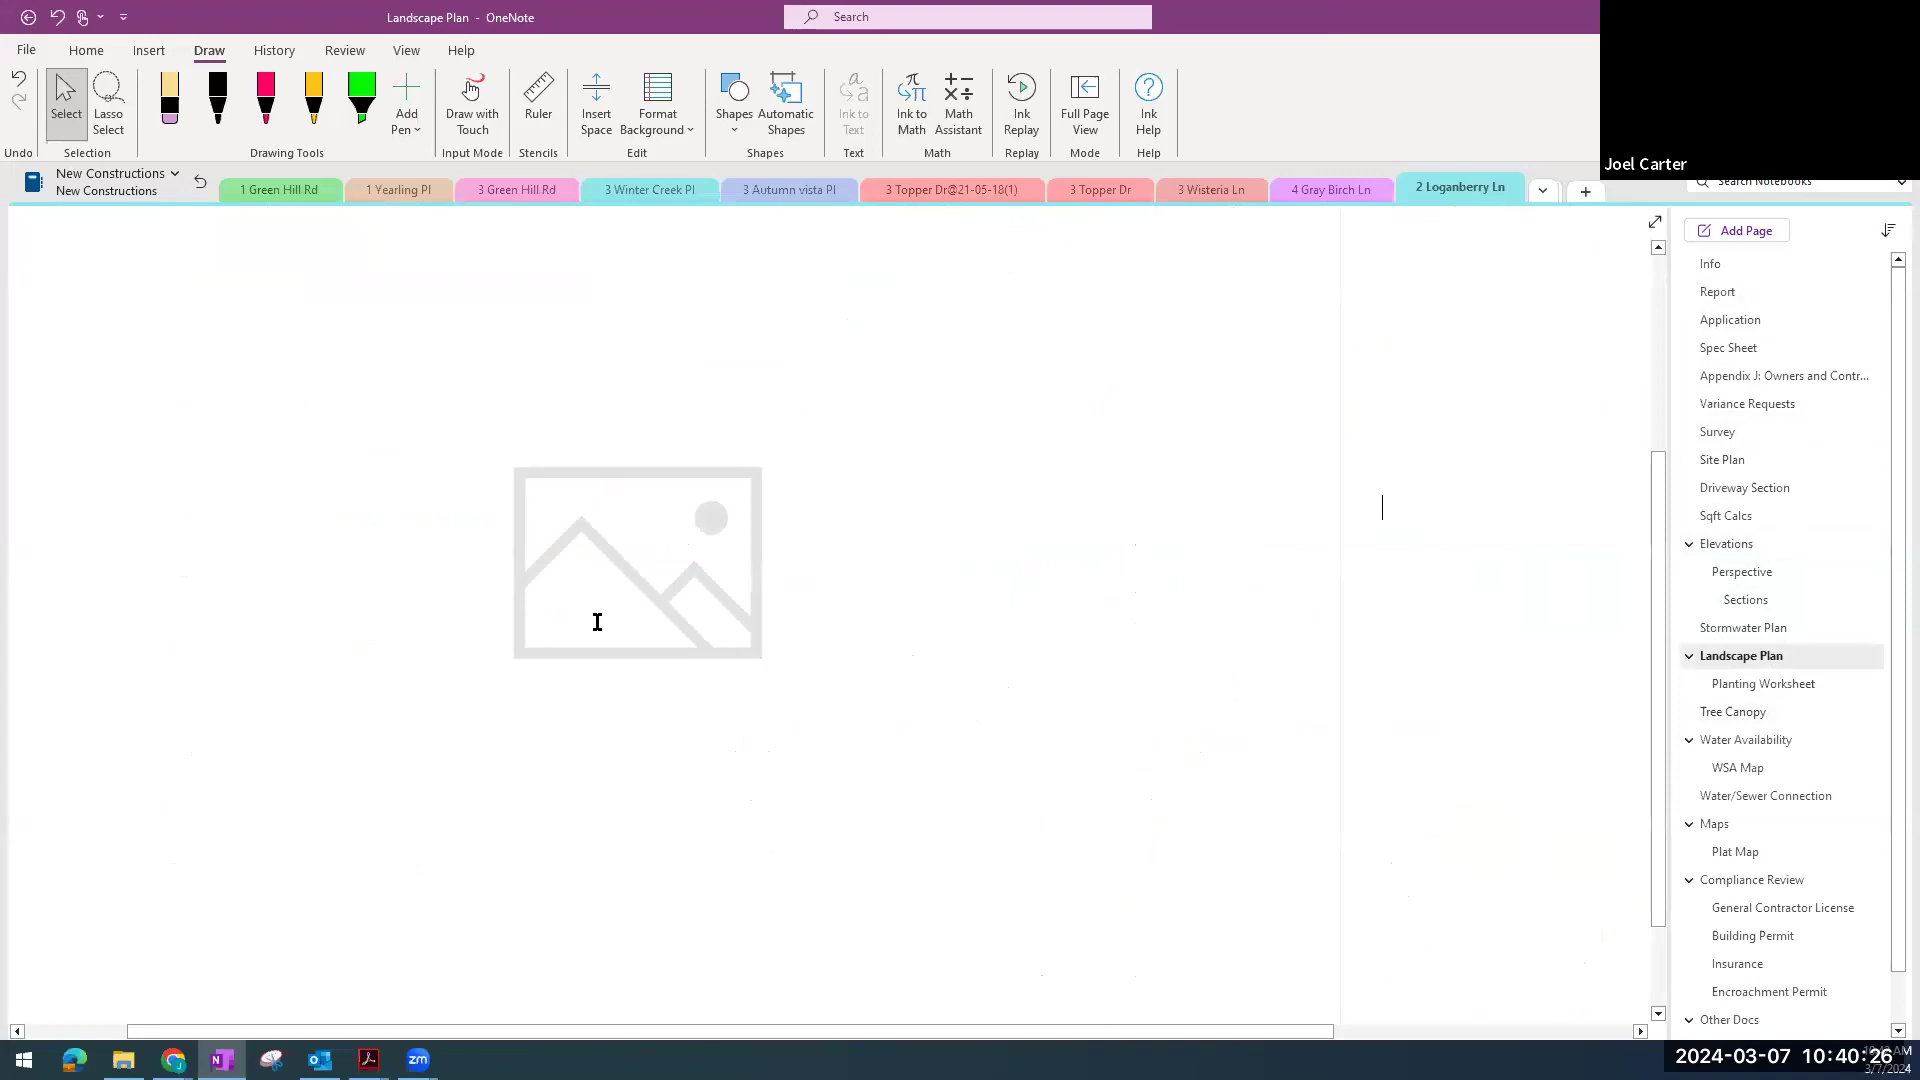 Landscape Plan - OneNote
Search
Joel Carter
File Home Insert Draw History Review View Help
Undo
Select
Lasso Select
Selection
Drawing Tools
Add Pen
Draw with Touch
Input Mode
Ruler
Stencils
Insert Space
Format Background
Edit
Shapes
Automatic Shapes
Shapes
Ink to Text
Text
Ink to Math
Math Assistant
Math
Ink Replay
Replay
Full Page View
Mode
Ink Help
Help
New Constructions
New Constructions
1 Green Hill Rd
1 Yearling Pl
3 Green Hill Rd
3 Winter Creek Pl
3 Autumn vista Pl
3 Topper Dr@21-05-18(1)
3 Topper Dr
3 Wisteria Ln
4 Gray Birch Ln
2 Loganberry Ln
Search Notebooks
Add Page
Info
Report
Application
Spec Sheet
Appendix J: Owners and Contr...
Variance Requests
Survey
Site Plan
Driveway Section
Sqft Calcs
Elevations
Perspective
Sections
Stormwater Plan
Landscape Plan
Planting Worksheet
Tree Canopy
Water Availability
WSA Map
Water/Sewer Connection
Maps
Plat Map
Compliance Review
General Contractor License
Building Permit
Insurance
Encroachment Permit
Other Docs
zm
2024-03-07 10:40:26